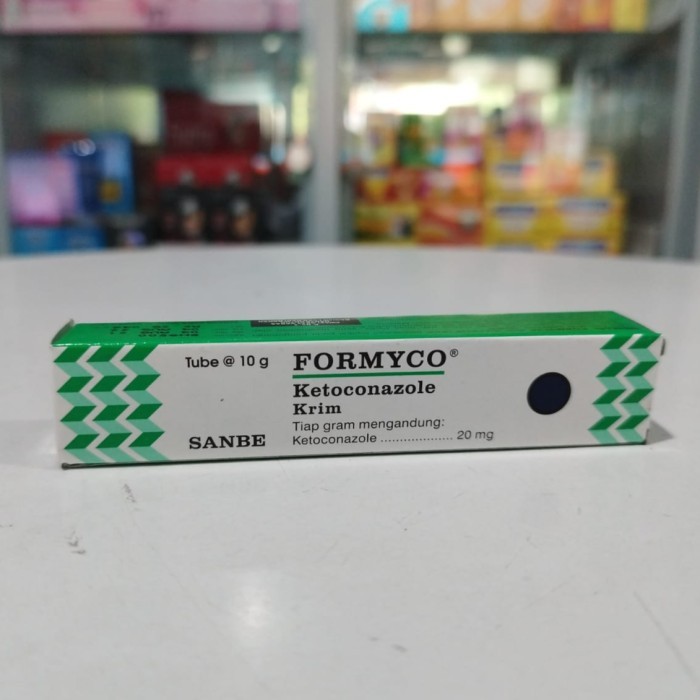 Tube @ 10 g
FORMYCO®
Ketoconazole
Krim
Tiap gram mengandung:
Ketoconazole ................... 20 mg
SANBE